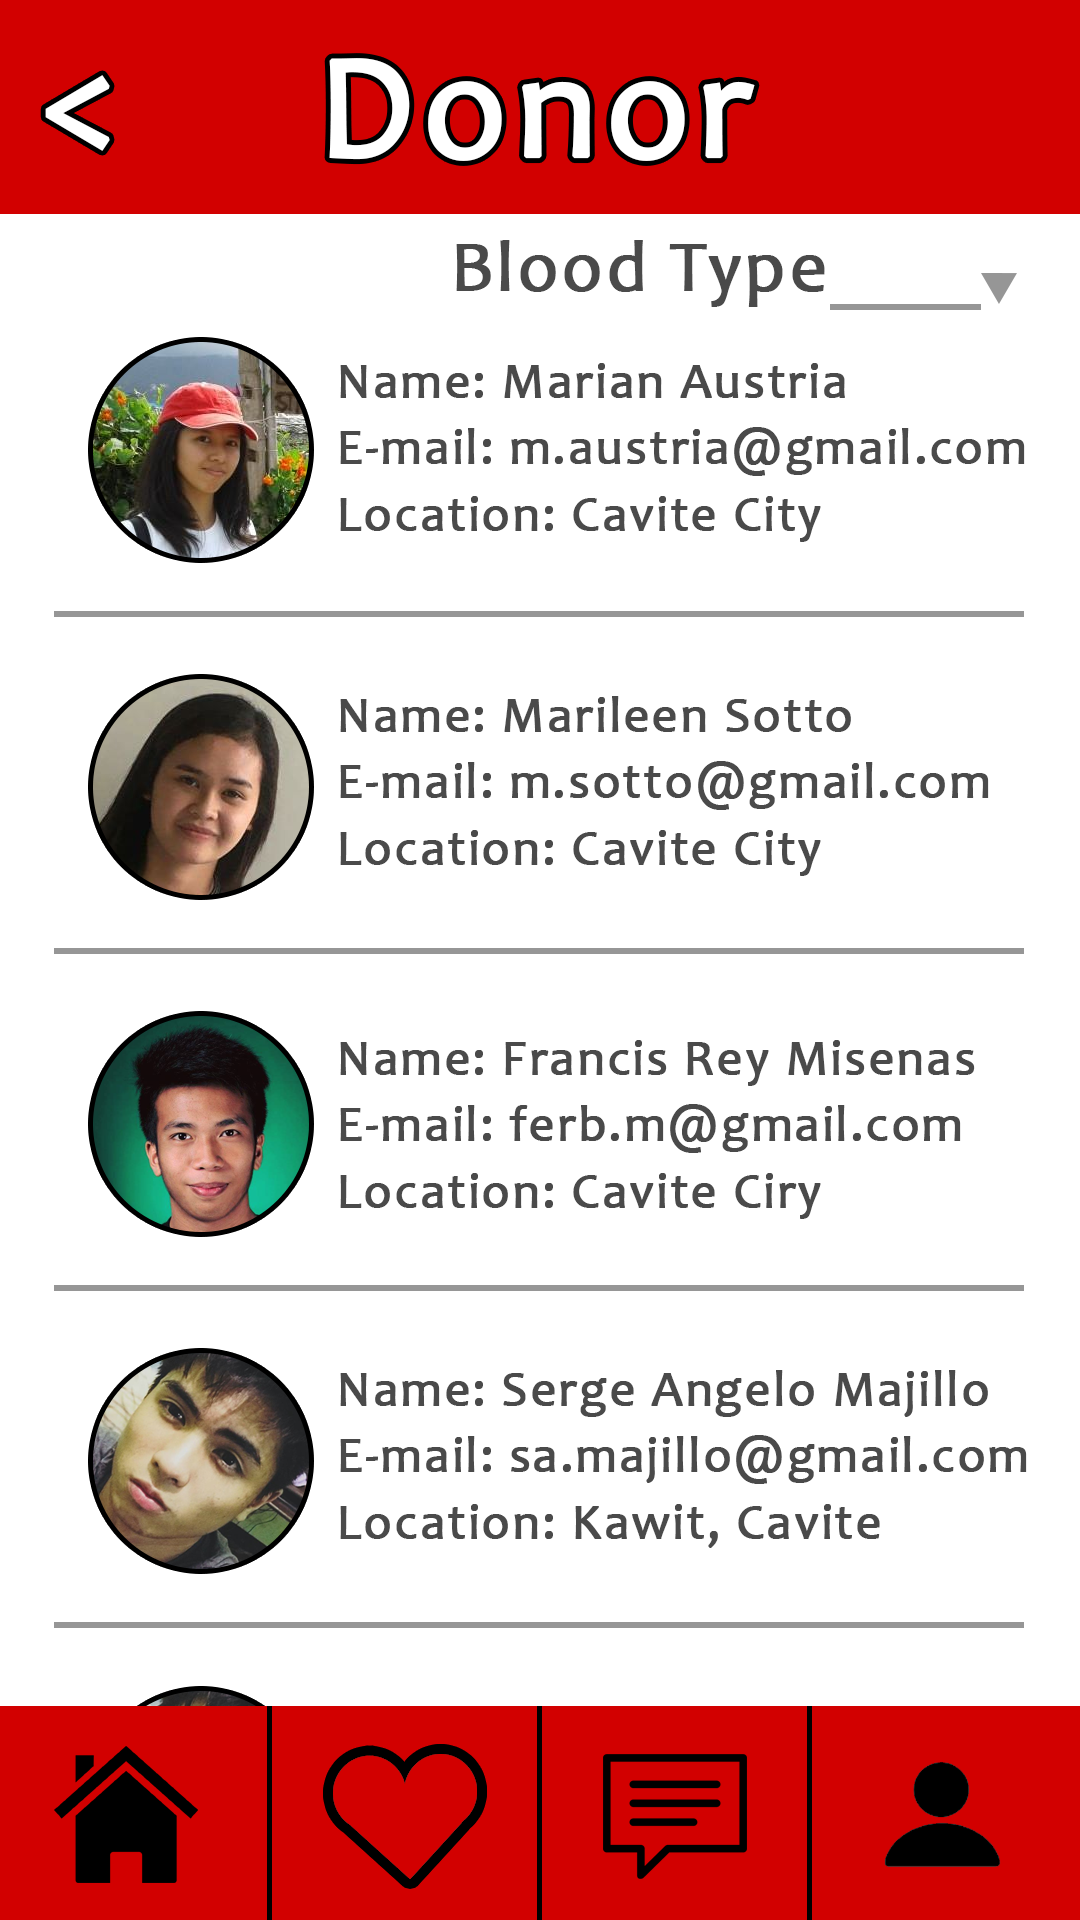 < Donor
Blood Type
Name: Marian Austria
E-mail: m.austria@gmail.com
Location: Cavite City
Name: Marileen Sotto
E-mail: m.sotto@gmail.com
Location: Cavite City
Name: Francis Rey Misenas
E-mail: ferb.m@gmail.com
Location: Cavite Ciry
Name: Serge Angelo Majillo
E-mail: sa.majillo@gmail.com
Location: Kawit, Cavite